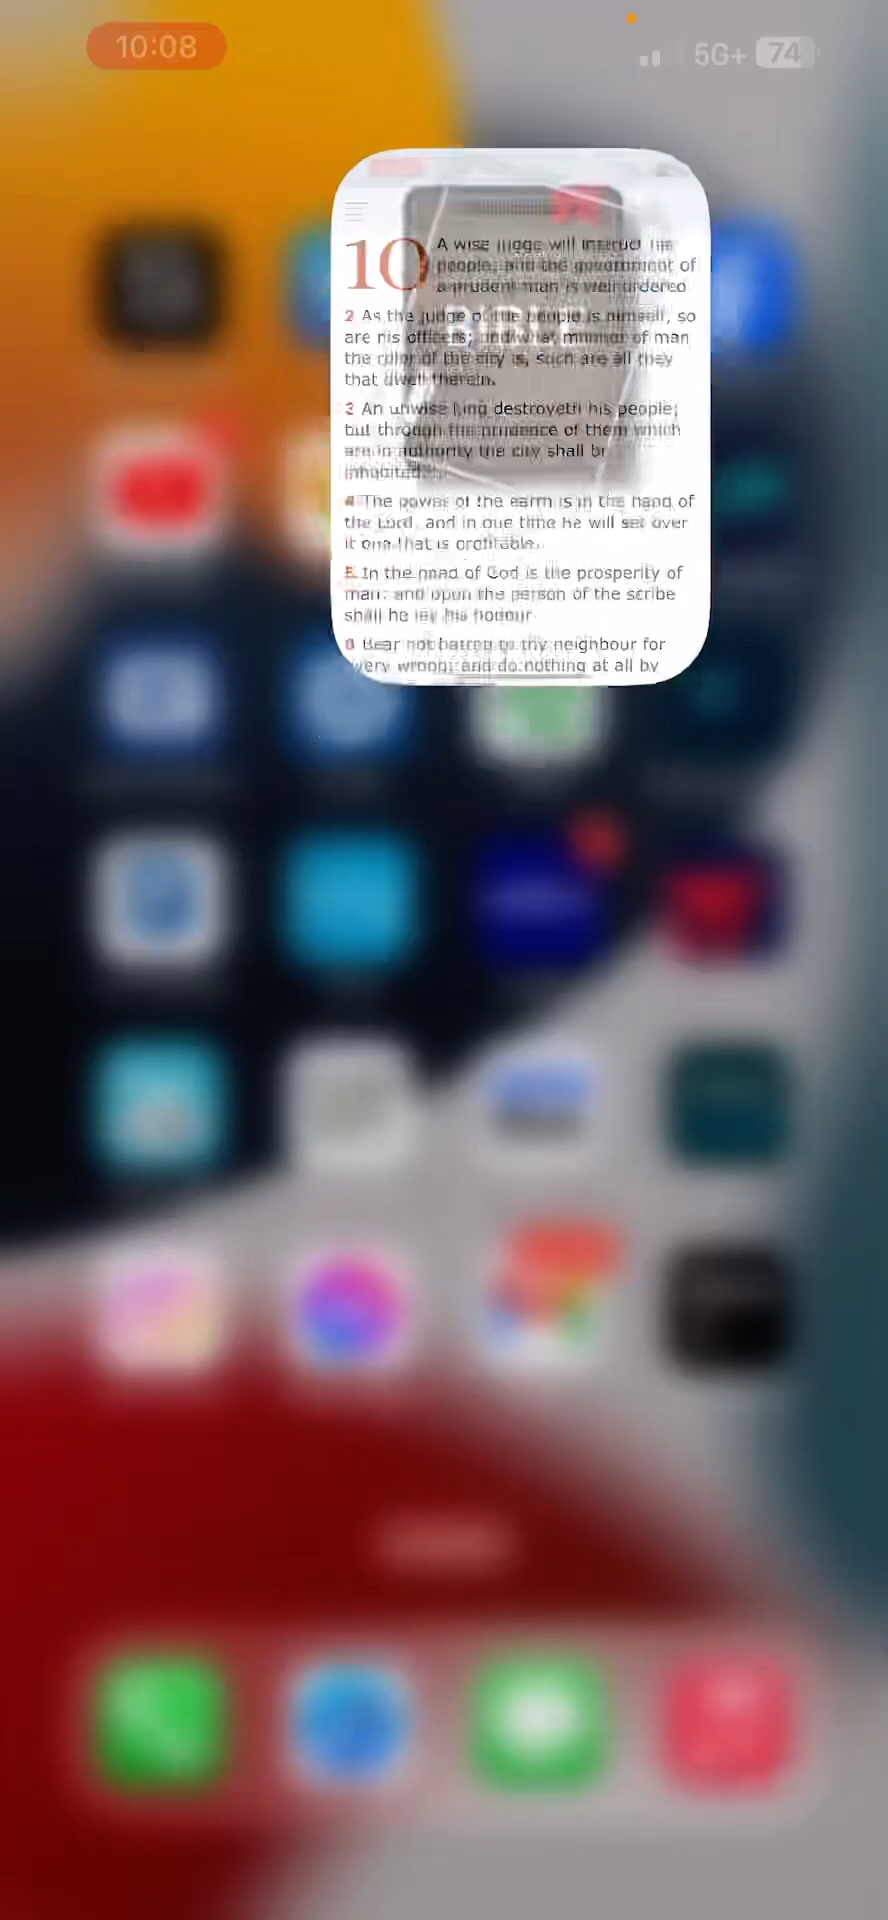 10:08
5G+ 74
10
A wise will instruct his
people, and the government of
a prudent man is well ordered
BIBLE
2 As the judge of the people is himself, so
are his officers; and what manner of man
the ruler of the city is, such are all they
that dwell therein.
3 An unwise king destroyeth his people;
but through the prudence of them which
are in authority the city shall be
inhabited.
4 The power of the earth is in the hand of
the Lord, and in due time he will set over
it one that is profitable.
5 In the hand of God is the prosperity of
man: and upon the person of the scribe
shall he lay his honour
6 Bear not hatred to thy neighbour for
every wrong; and do nothing at all by